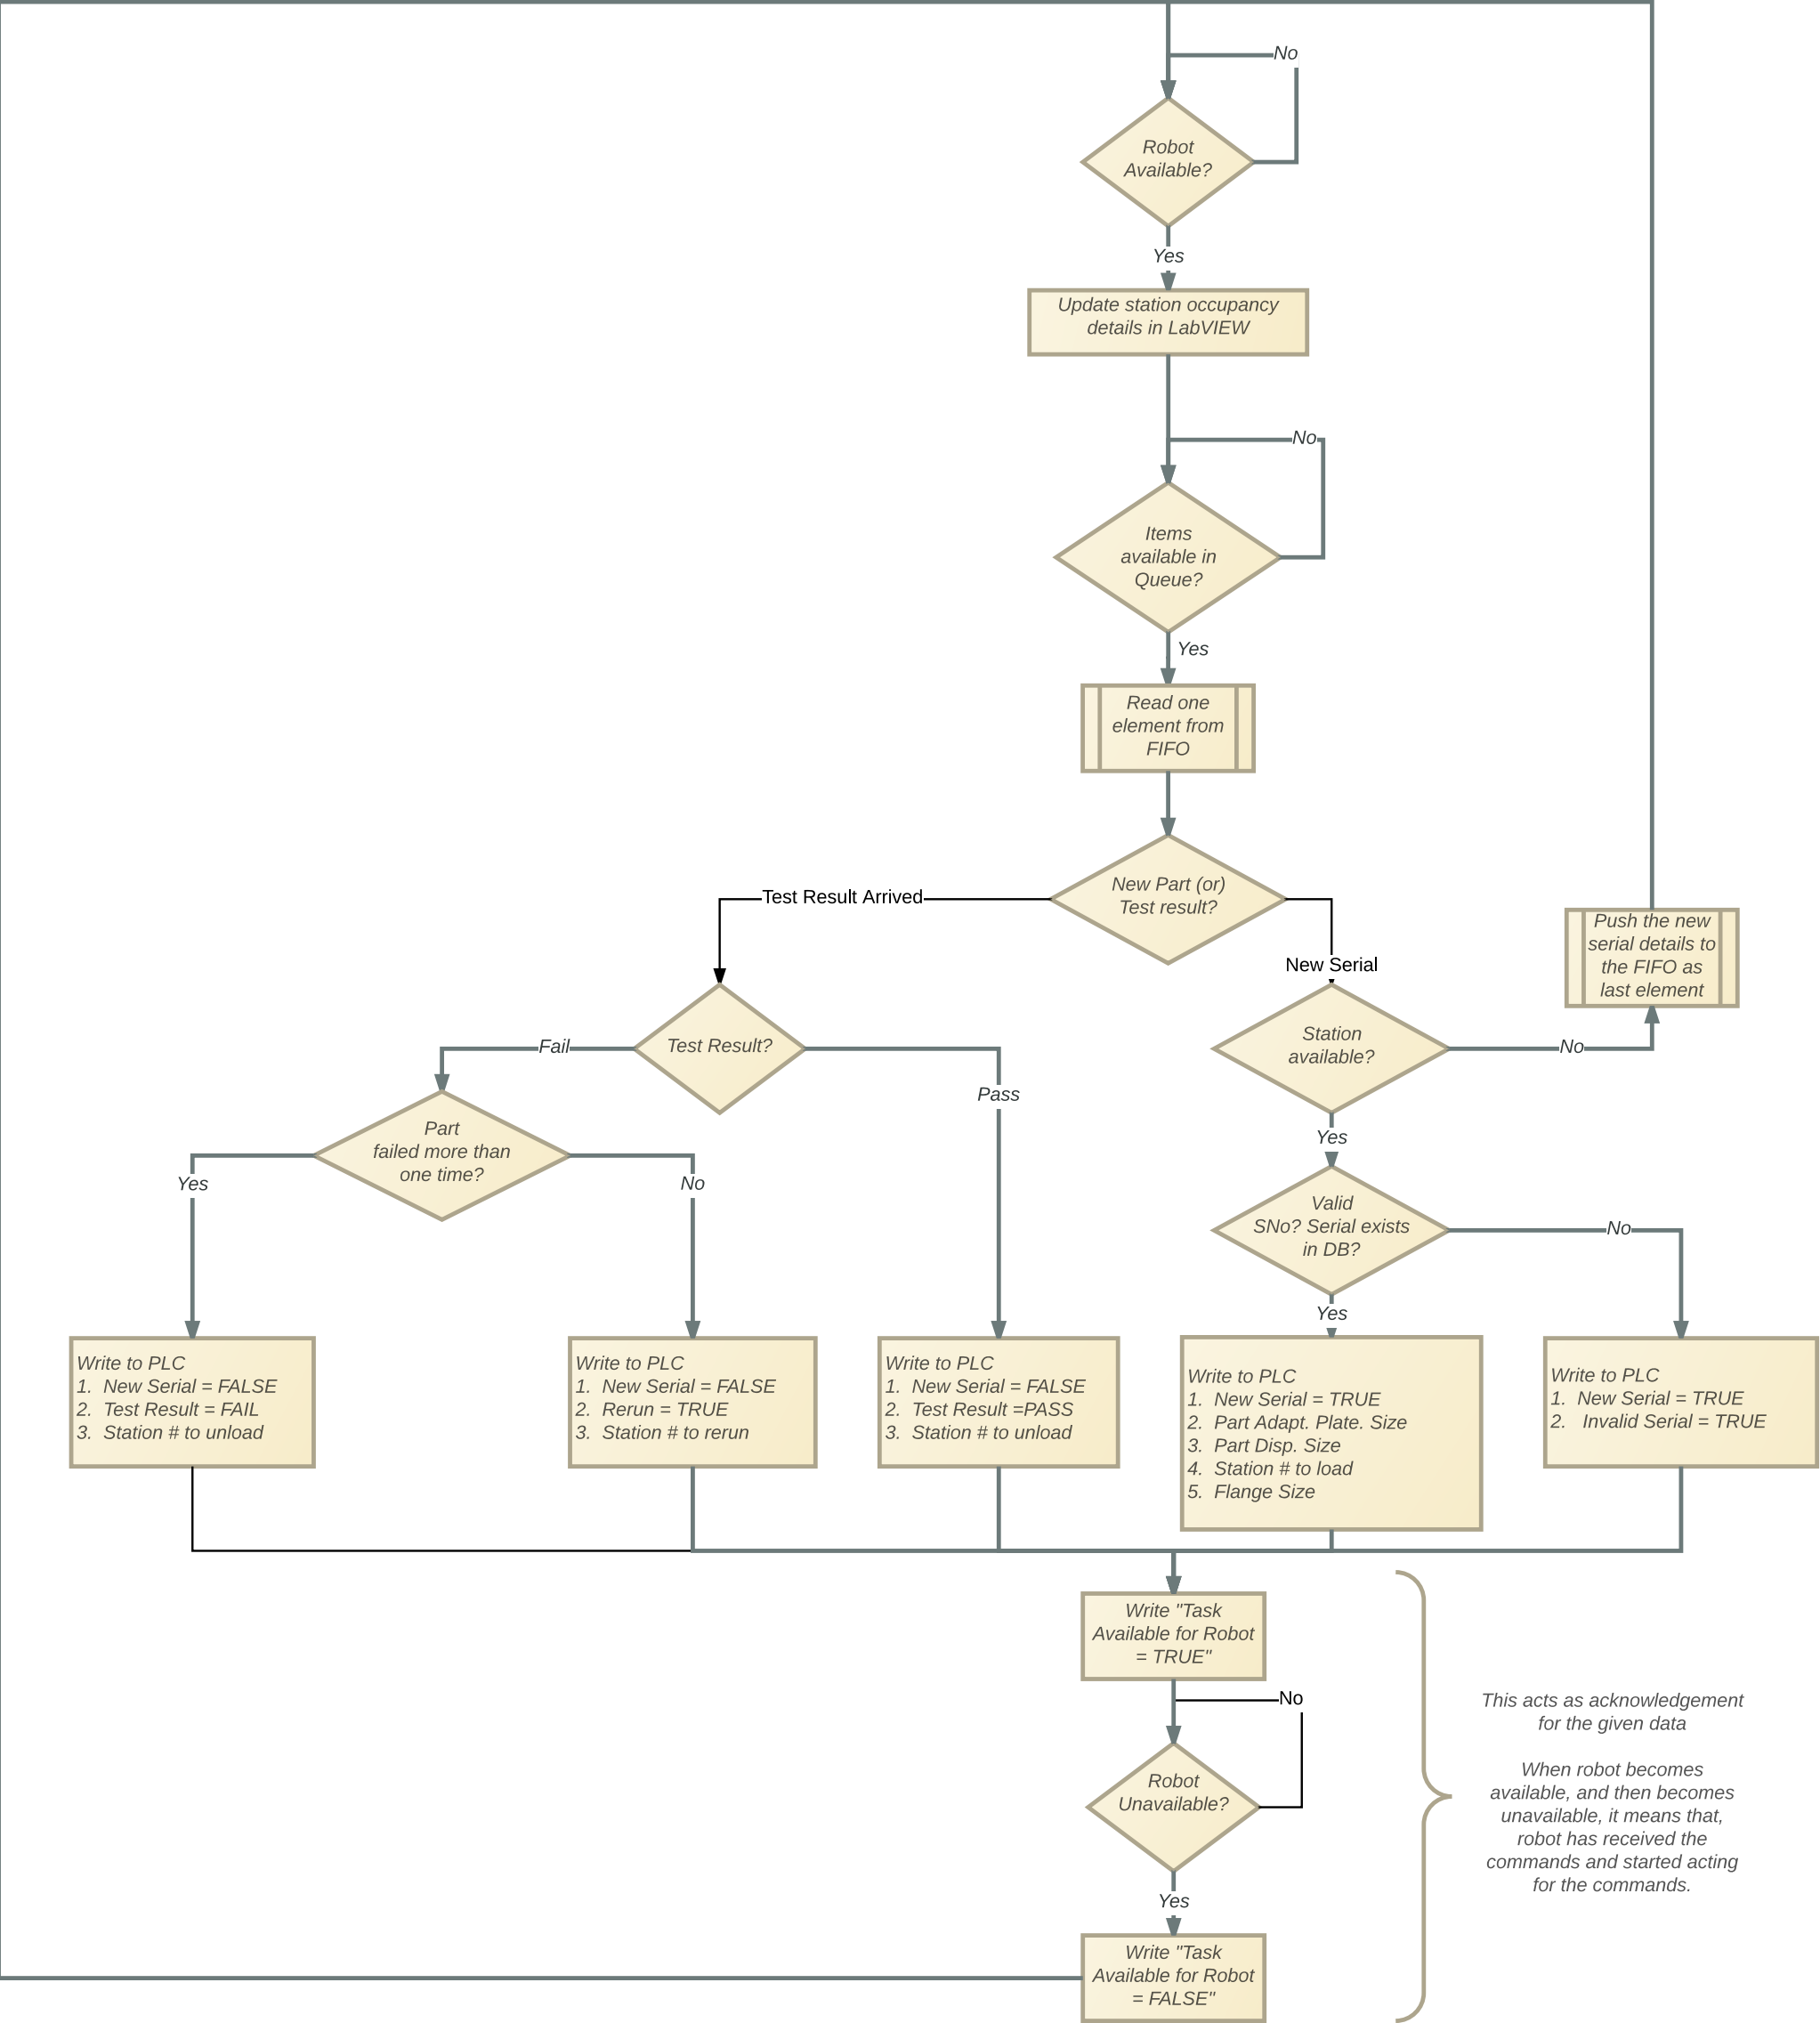 No
Robot
Available?
Yes
Update station occupancy
details in LabVIEW
No
Items
available in
Queue?
Yes
Read one
element from
FIFO
New Part (or)
Test result?
Test Result Arrived
New Serial
Push the new
serial details to
the FIFO as
last element
Test Result?
Fail
Pass
Station
available?
No
Yes
Part
failed more than
one time?
Yes
No
Valid
SNo? Serial exists
in DB?
No
Yes
Write to PLC
1. New Serial = FALSE
2. Test Result = FAIL
3. Station # to unload
Write to PLC
1. New Serial = FALSE
2. Rerun = TRUE
3. Station # to rerun
Write to PLC
1. New Serial = FALSE
2. Test Result =PASS
3. Station # to unload
Write to PLC
1. New Serial = TRUE
2. Part Adapt. Plate. Size
3. Part Disp. Size
4. Station # to load
5. Flange Size
Write to PLC
1. New Serial = TRUE
2. Invalid Serial = TRUE
Write "Task
Available for Robot
= TRUE"
No
Robot
Unavailable?
Yes
Write "Task
Available for Robot
= FALSE"
This acts as acknowledgement
for the given data
When robot becomes
available, and then becomes
unavailable, it means that,
robot has received the
commands and started acting
for the commands.